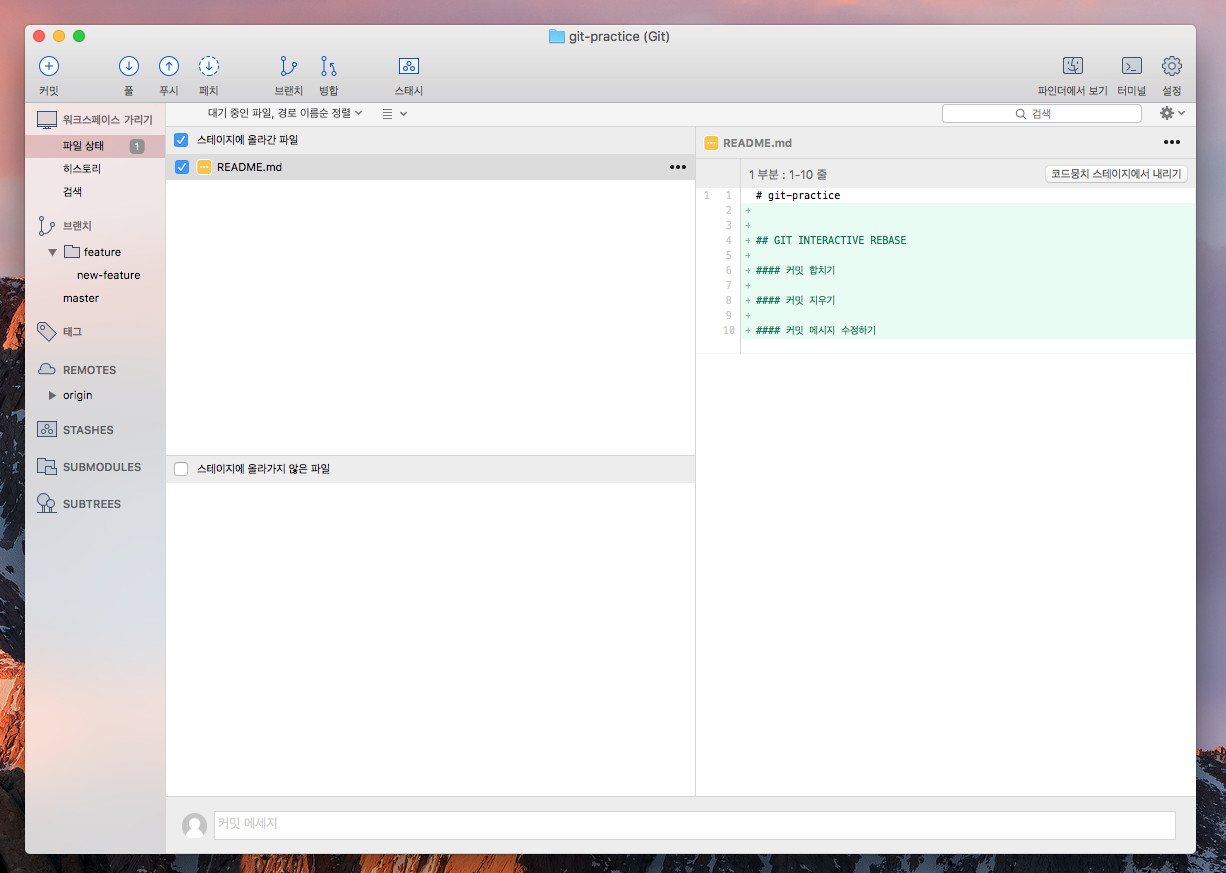 git-practice (Git)
커밋 풀 푸시 페치 브랜치 병합 스태시 파인더에서 보기 터미널 설정
워크스페이스 가리기
파일 상태 1
히스토리
검색
브랜치
feature
new-feature
master
태그
REMOTES
origin
STASHES
SUBMODULES
SUBTREES
대기 중인 파일, 경로 이름순 정렬
검색
스테이지에 올라간 파일
README.md
스테이지에 올라가지 않은 파일
README.md
1 부분 : 1-10 줄 코드뭉치 스테이지에서 내리기
1 1 # git-practice
2 +
3 +
4 + ## GIT INTERACTIVE REBASE
5 +
6 + #### 커밋 합치기
7 +
8 + #### 커밋 지우기
9 +
10 + #### 커밋 메시지 수정하기
커밋 메세지